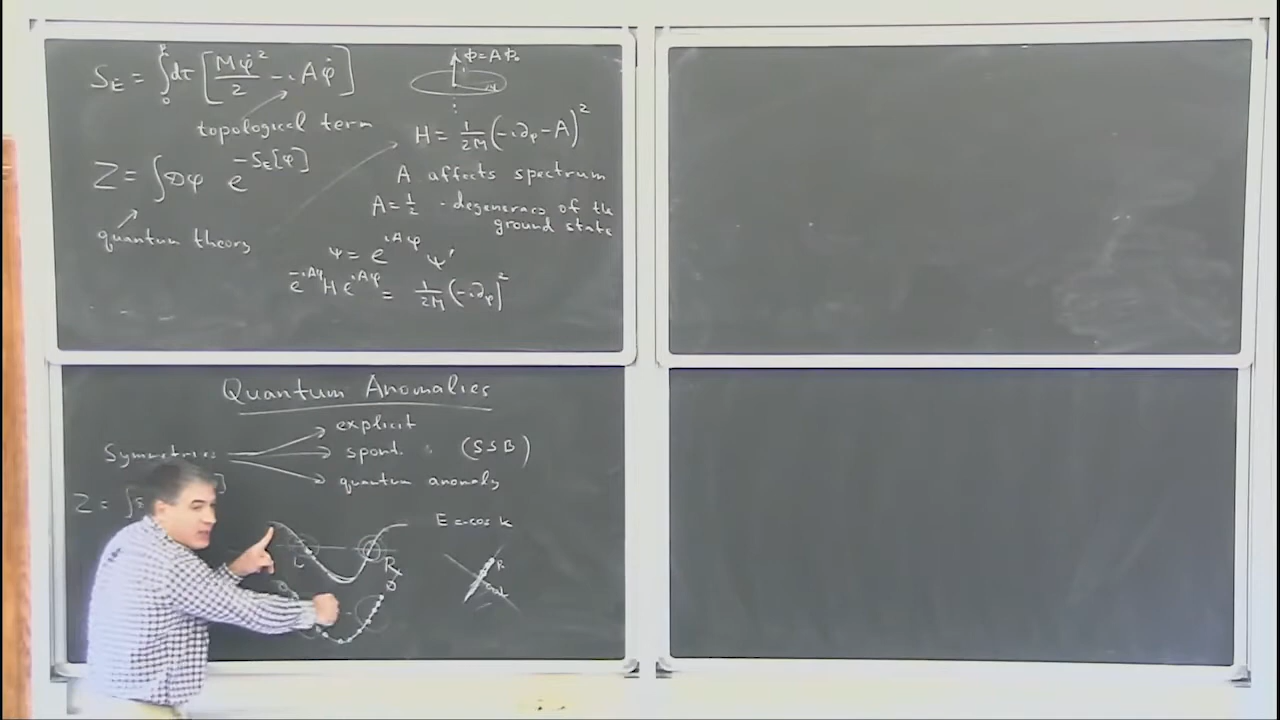 S_E = ∫₀^β dτ [Mφ̇²/2 - iAφ̇]
topological term
Z = ∫Dφ e^{-S_E[φ]}
quantum theory
Φ = AΦ₀
H = 1/2M (-i∂_φ - A)²
A affects spectrum
A = 1/2 - degeneracy of the
ground state
ψ = e^{iAφ} ψ'
e^{-iAφ} H e^{iAφ} = 1/2M (-i∂_φ)²
Quantum Anomalies
Symmetries
explicit
spont. (SSB)
quantum anomaly
Z = ∫
E = -cos k
L
R
R